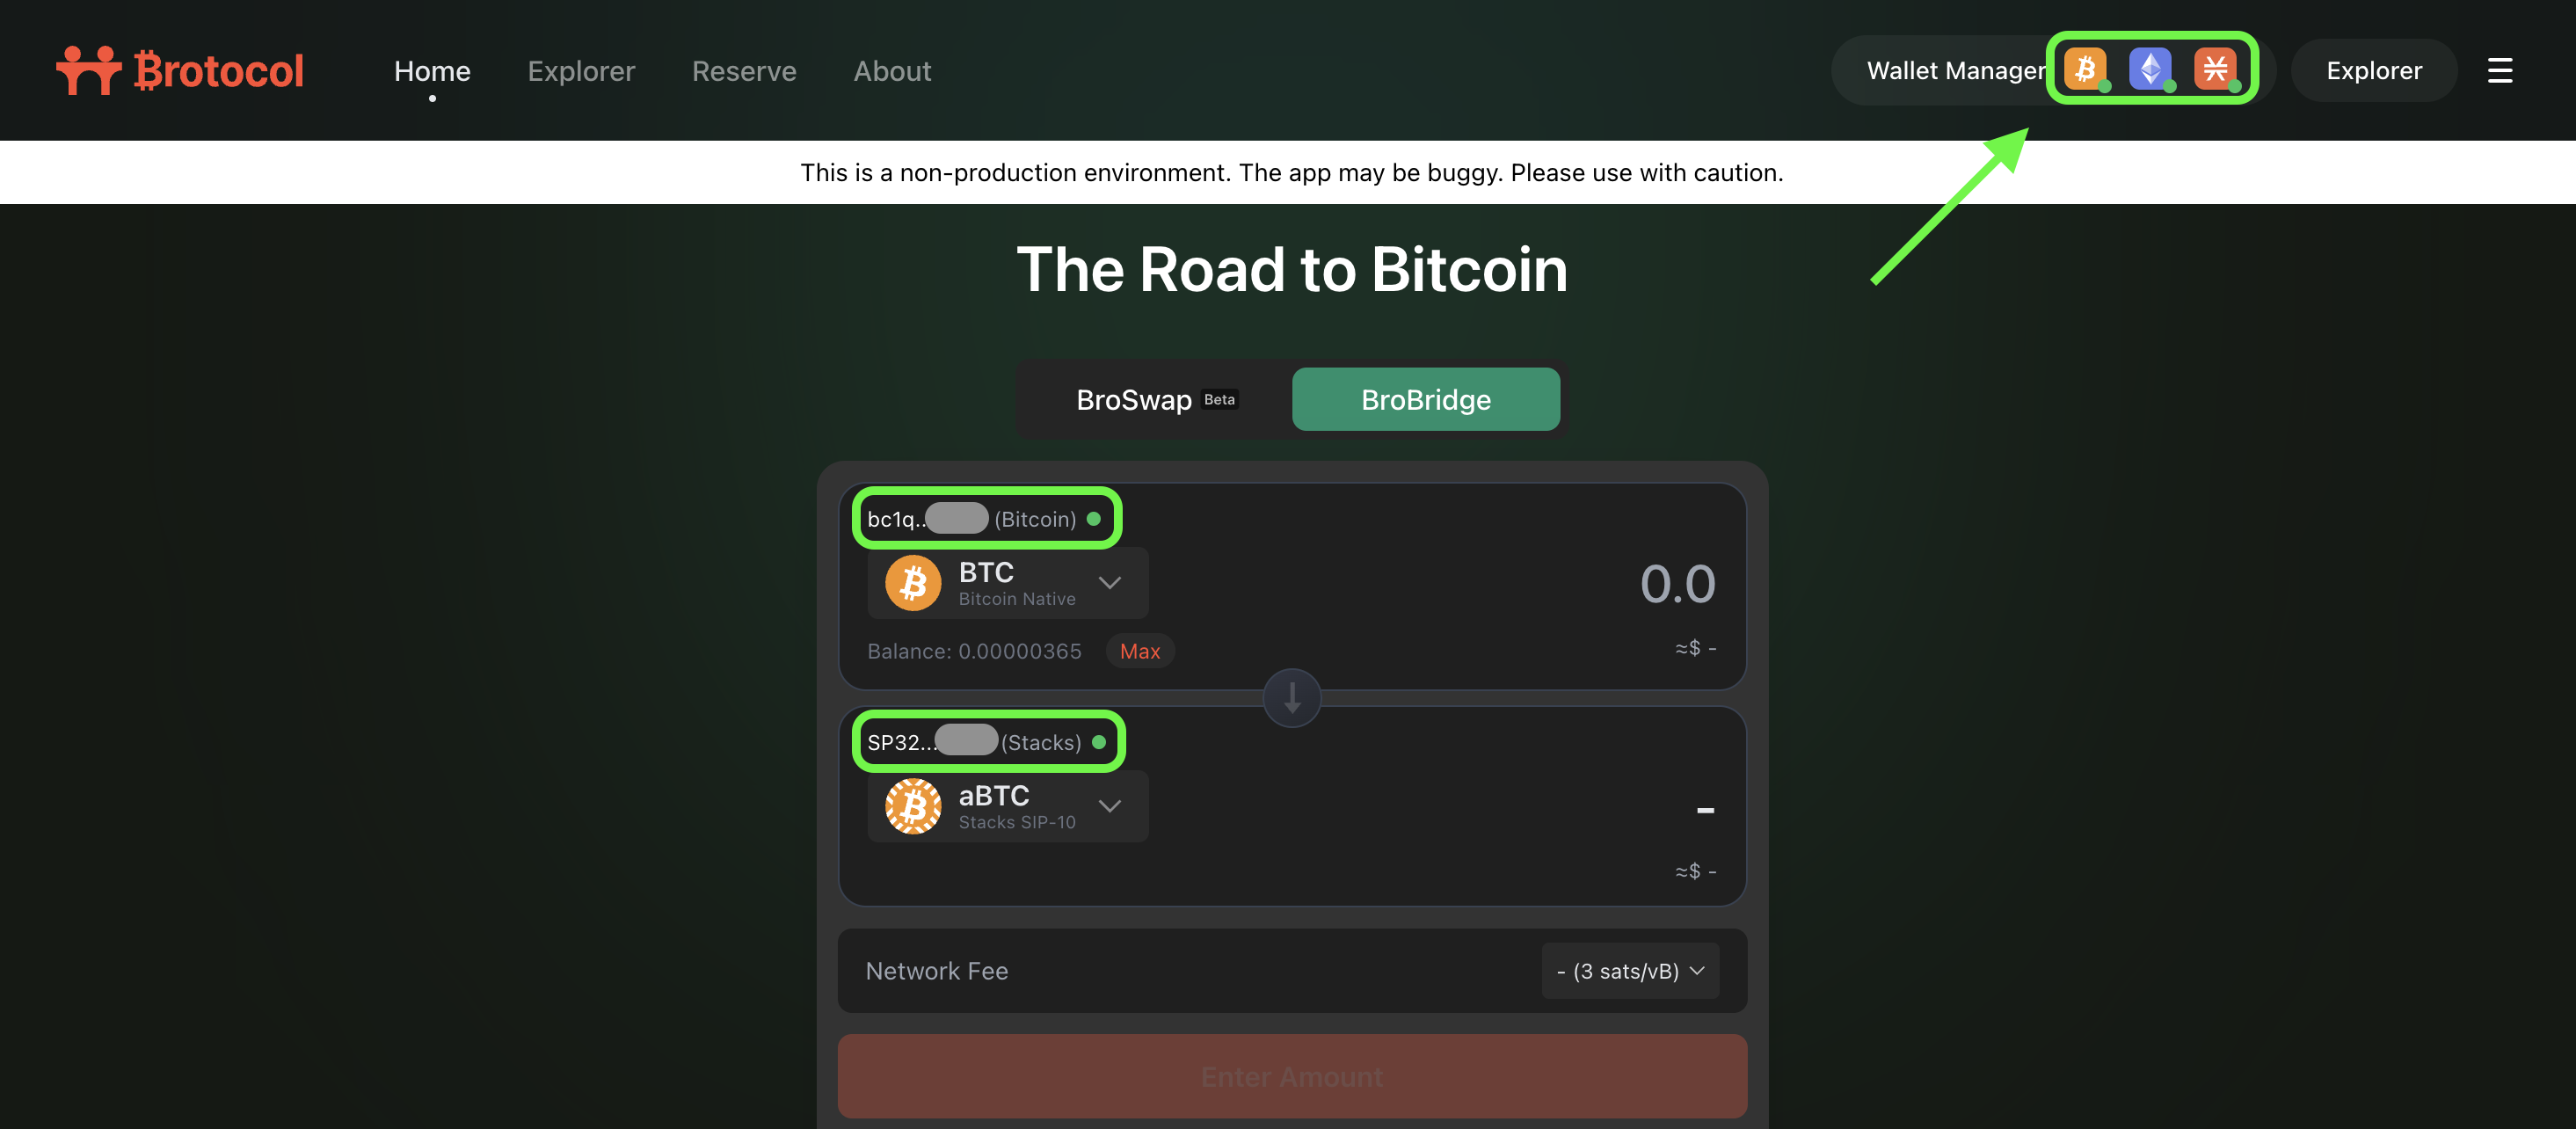 ₿rotocol
Home Explorer Reserve About
Wallet Manager
Explorer
This is a non-production environment. The app may be buggy. Please use with caution.
The Road to Bitcoin
BroSwap Beta BroBridge
bc1q.. (Bitcoin)
BTC
Bitcoin Native
0.0
Balance: 0.00000365 Max
≈$ -
SP32... (Stacks)
aBTC
Stacks SIP-10
-
≈$ -
Network Fee - (3 sats/vB)
Enter Amount